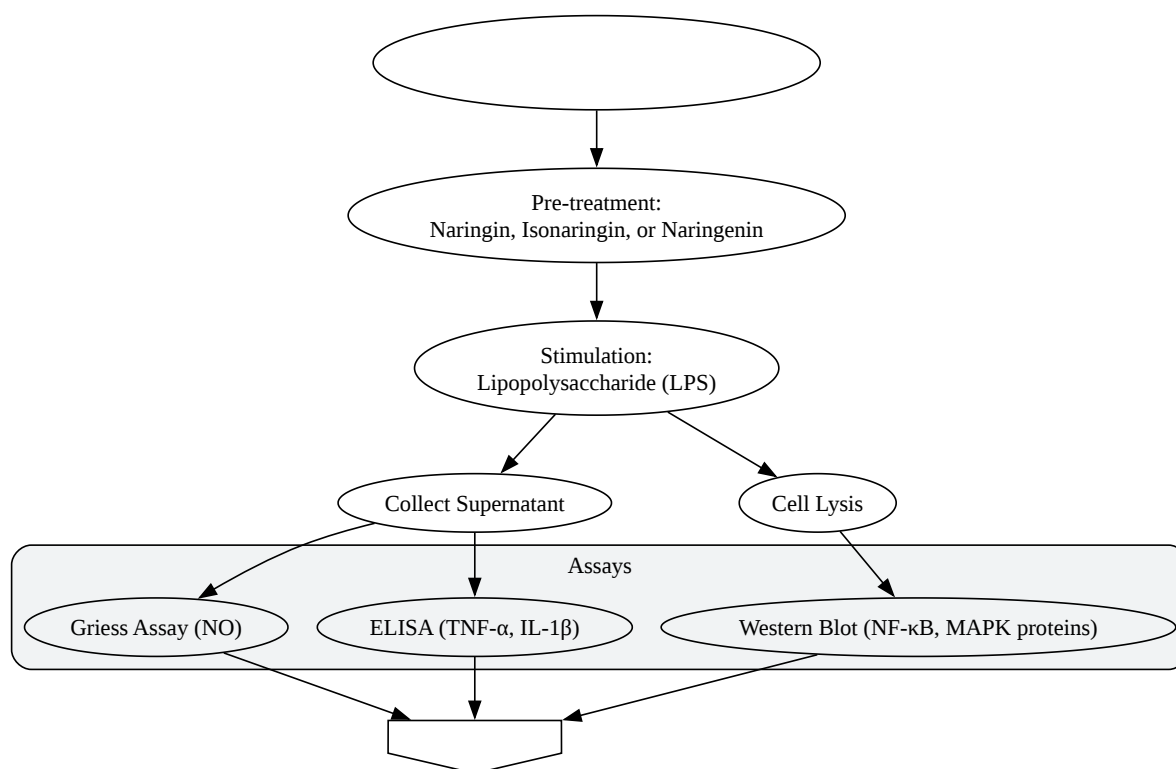 Pre-treatment:
Naringin, Isonaringin, or Naringenin
Stimulation:
Lipopolysaccharide (LPS)
Collect Supernatant
Cell Lysis
Assays
Griess Assay (NO)
ELISA (TNF-α, IL-1β)
Western Blot (NF-κB, MAPK proteins)